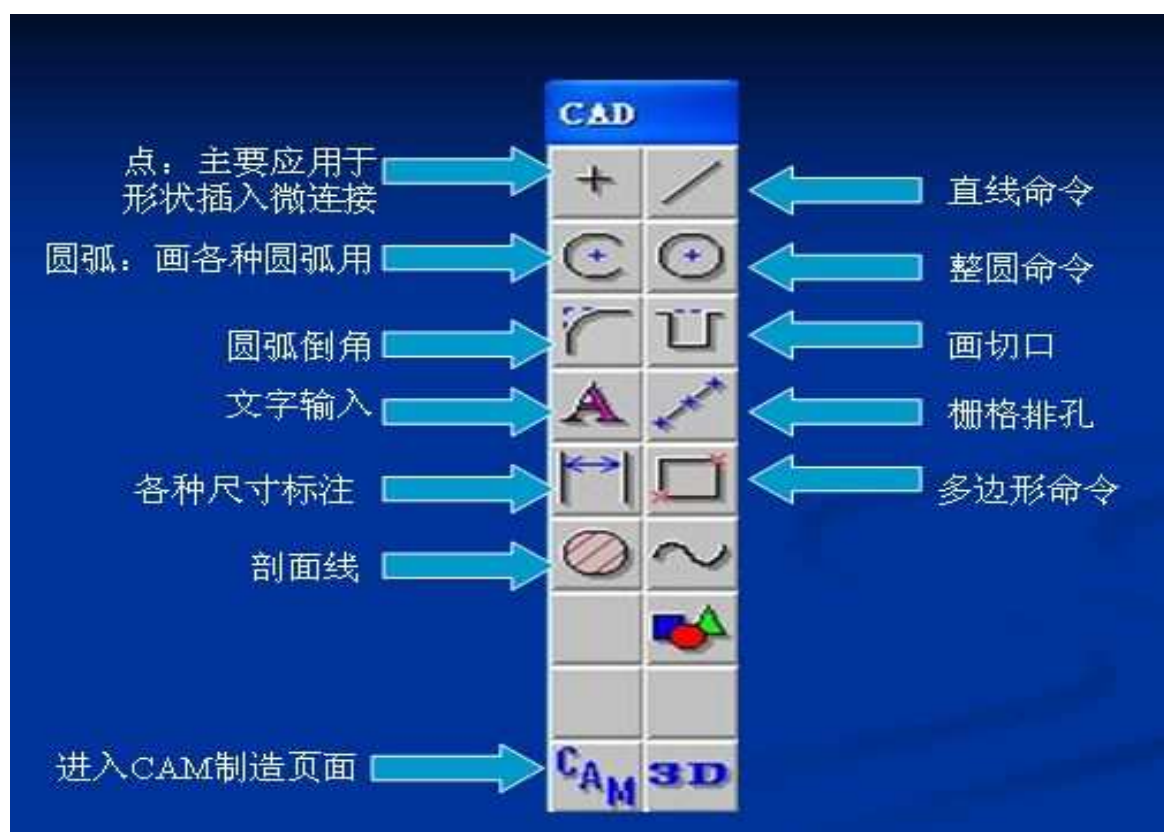 CAD
点：主要应用于
形状插入微连接
直线命令
圆弧：画各种圆弧用
整圆命令
圆弧倒角
画切口
A
文字输入
栅格排孔
各种尺寸标注
多边形命令
剖面线
进入CAM制造页面
CAM
3D